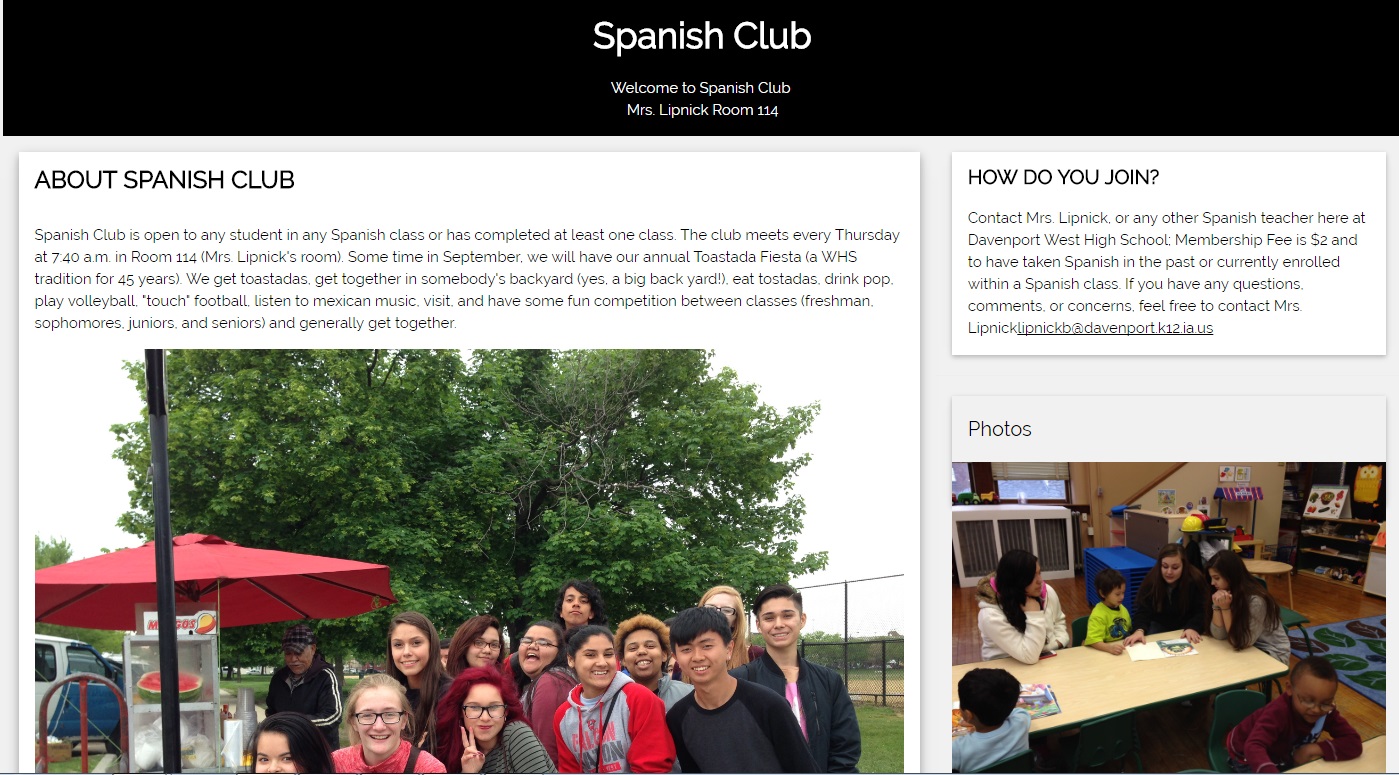 Spanish Club
Welcome to Spanish Club
Mrs. Lipnick Room 114
ABOUT SPANISH CLUB
Spanish Club is open to any student in any Spanish class or has completed at least one class. The club meets every Thursday
at 7:40 a.m. in Room 114 (Mrs. Lipnick's room). Some time in September, we will have our annual Toastada Fiesta (a WHS
tradition for 45 years). We get toastadas, get together in somebody's backyard (yes, a big back yard!), eat tostadas, drink pop,
play volleyball, "touch" football, listen to mexican music, visit, and have some fun competition between classes (freshman,
sophomores, juniors, and seniors) and generally get together.
HOW DO YOU JOIN?
Contact Mrs. Lipnick, or any other Spanish teacher here at
Davenport West High School; Membership Fee is $2 and
to have taken Spanish in the past or currently enrolled
within a Spanish class. If you have any questions,
comments, or concerns, feel free to contact Mrs.
Lipnicklipnickb@davenport.k12.ia.us
Photos